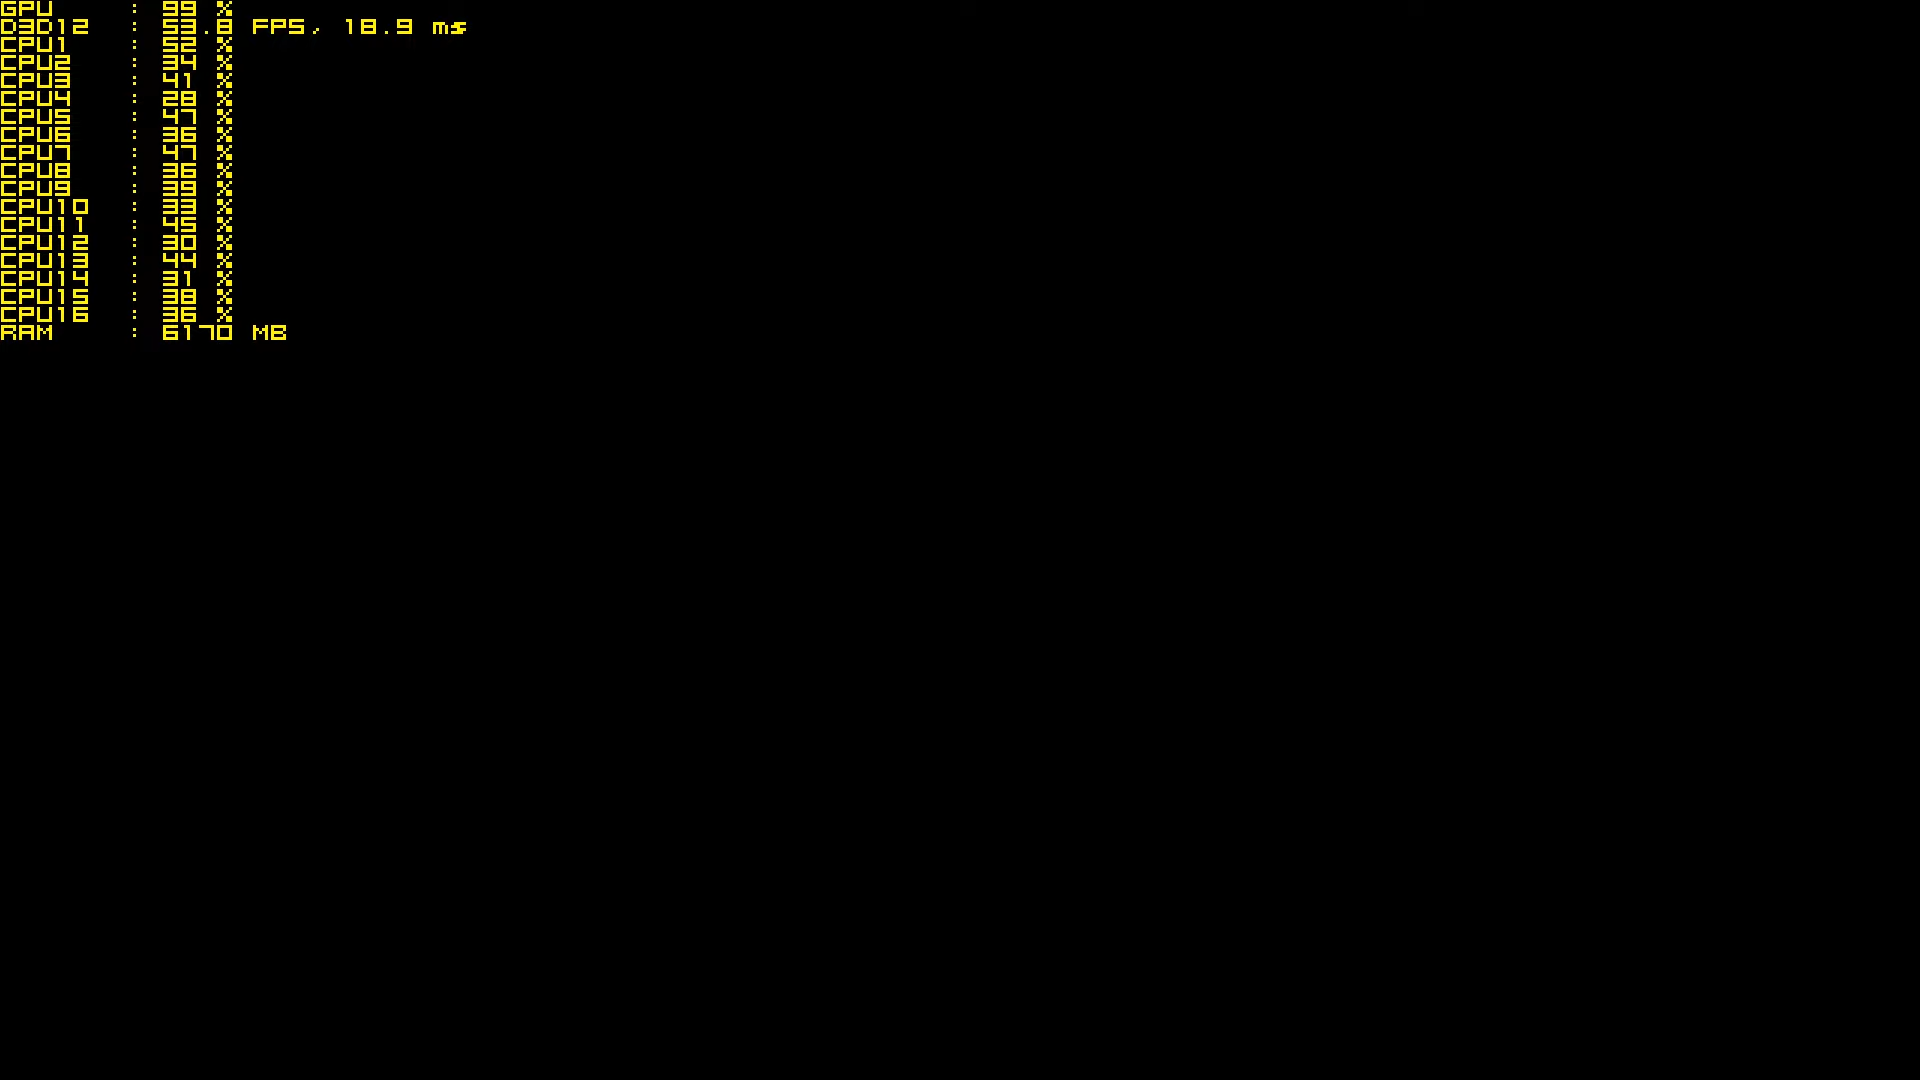 GPU : 99 %
D3D12 : 53.8 FPS, 18.9 ms
CPU1 : 52 %
CPU2 : 34 %
CPU3 : 41 %
CPU4 : 28 %
CPU5 : 47 %
CPU6 : 36 %
CPU7 : 47 %
CPU8 : 36 %
CPU9 : 39 %
CPU10 : 33 %
CPU11 : 45 %
CPU12 : 30 %
CPU13 : 44 %
CPU14 : 31 %
CPU15 : 38 %
CPU16 : 36 %
RAM : 6170 MB